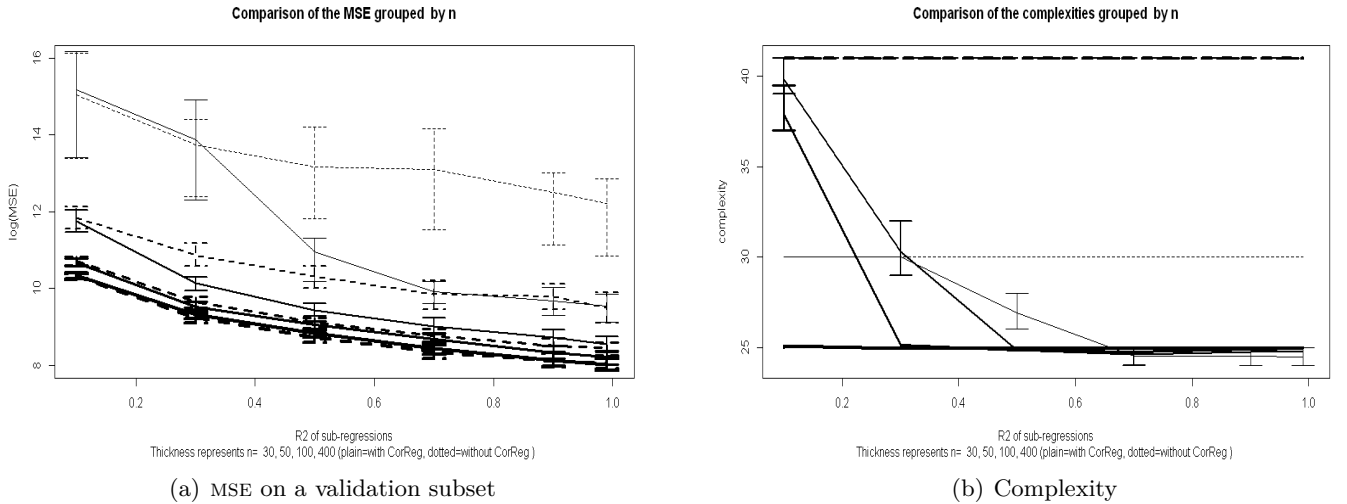 Comparison of the MSE grouped by n
log(MSE)
16
14
12
10
8
0.2 0.4 0.6 0.8 1.0
R2 of sub-regressions
Thickness represents n= 30, 50, 100, 400 (plain=with CorReg, dotted=without CorReg )
(a) MSE on a validation subset
Comparison of the complexities grouped by n
complexity
40
35
30
25
0.2 0.4 0.6 0.8 1.0
R2 of sub-regressions
Thickness represents n= 30, 50, 100, 400 (plain=with CorReg, dotted=without CorReg )
(b) Complexity